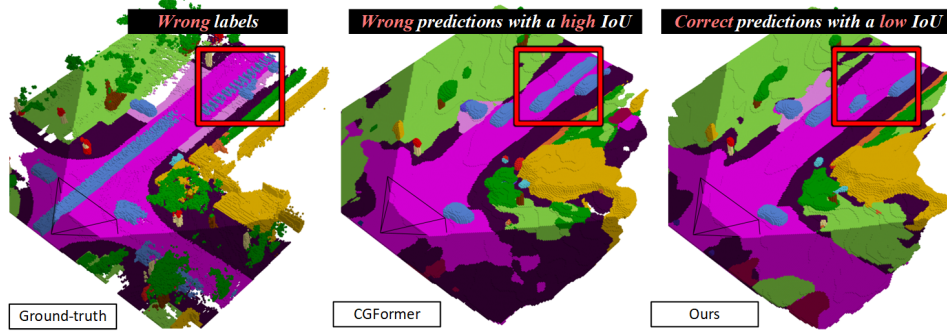 Wrong labels
Wrong predictions with a high IoU
Correct predictions with a low IoU
Ground-truth
CGFormer
Ours